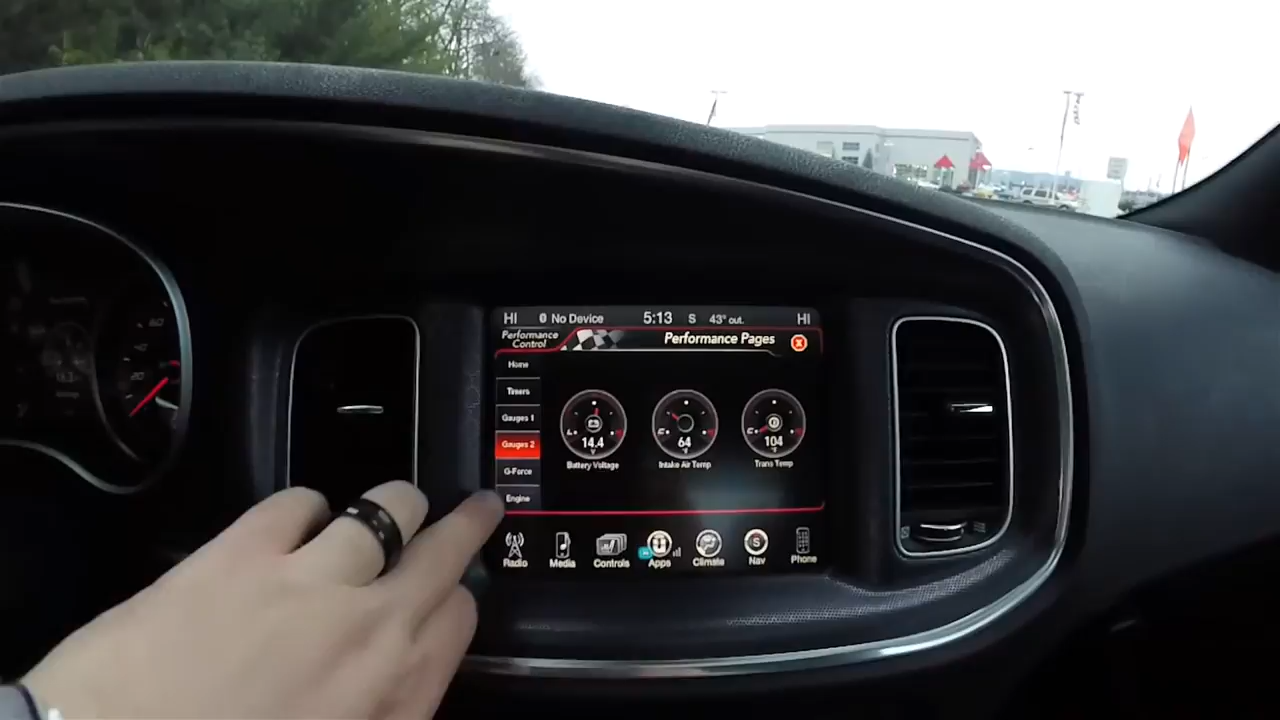 HI No Device 5:13 S 43° out. HI
Performance Control
Performance Pages
Home
Timers
Gauges 1
Gauges 2
G-Force
Engine
14.4
V
Battery Voltage
64
°F
Intake Air Temp
104
°F
Trans Temp
Radio Media Controls Apps Climate Nav Phone
60
20